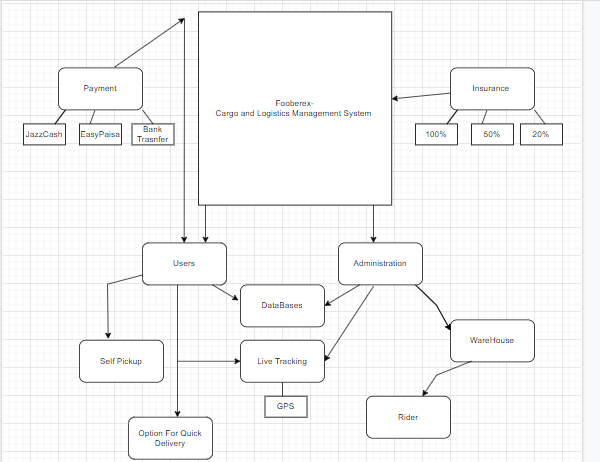 Fooberex-
Cargo and Logistics Management System
Payment
Insurance
JazzCash
EasyPaisa
Bank
Trasnfer
100%
50%
20%
Users
Administration
DataBases
WareHouse
Self Pickup
Live Tracking
GPS
Rider
Option For Quick
Delivery